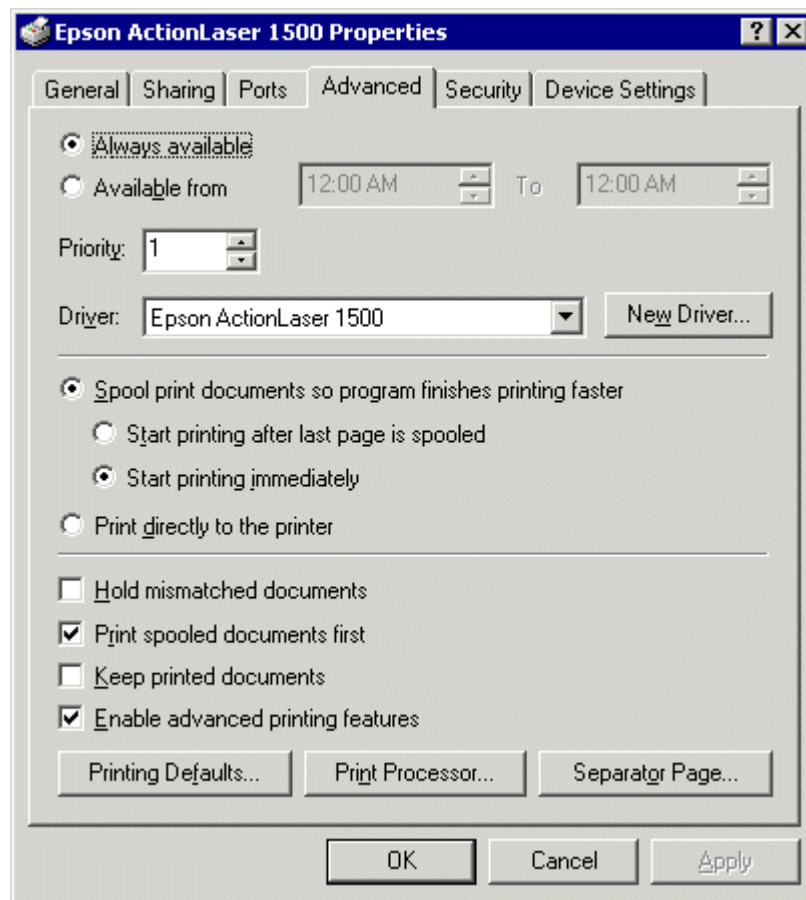 Epson ActionLaser 1500 Properties
General Sharing Ports Advanced Security Device Settings
Always available
Available from 12:00 AM To 12:00 AM
Priority: 1
Driver: Epson ActionLaser 1500 New Driver...
Spool print documents so program finishes printing faster
Start printing after last page is spooled
Start printing immediately
Print directly to the printer
Hold mismatched documents
Print spooled documents first
Keep printed documents
Enable advanced printing features
Printing Defaults... Print Processor... Separator Page...
OK Cancel Apply